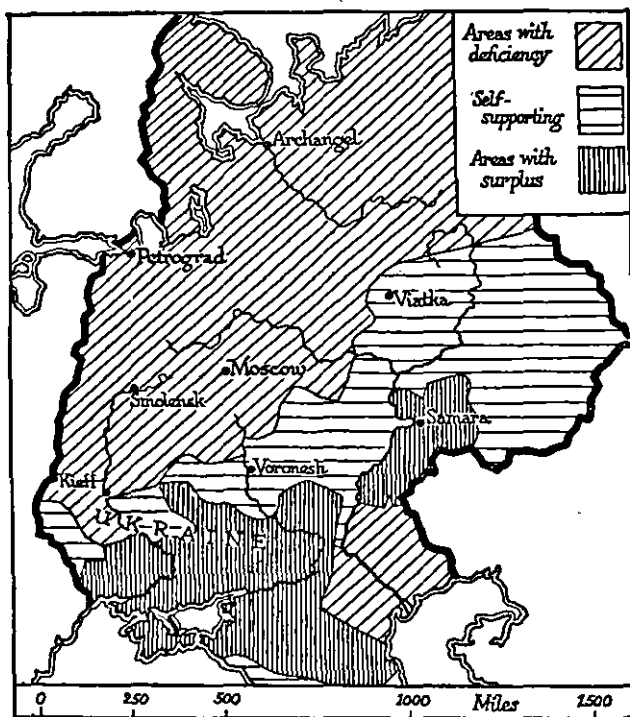 Areas with
deficiency
Self-
supporting
Areas with
surplus
Archangel
Petrograd
Viatka
Moscow
Smolensk
Samara
Voronesh
Kieff
U-K-R-A-I-N-E
0 250 500 1000 Miles 1500